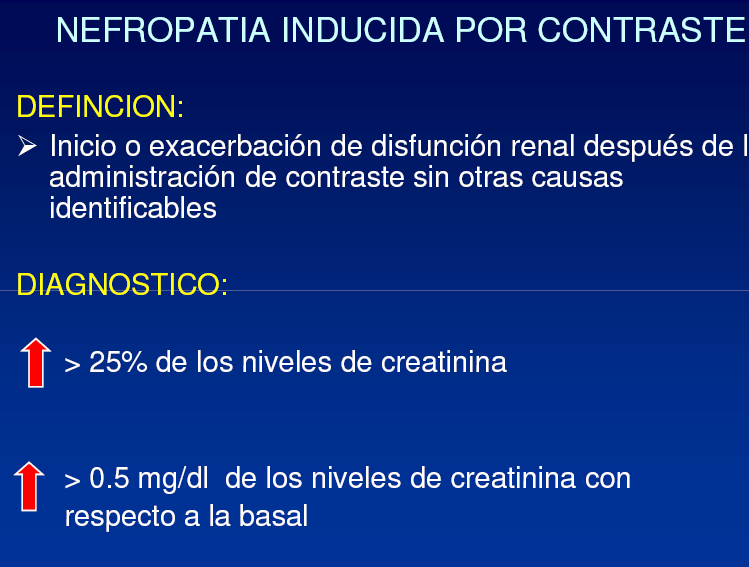 NEFROPATIA INDUCIDA POR CONTRASTE
DEFINCION:
Inicio o exacerbación de disfunción renal después de l
administración de contraste sin otras causas
identificables
DIAGNOSTICO:
> 25% de los niveles de creatinina
> 0.5 mg/dl de los niveles de creatinina con
respecto a la basal